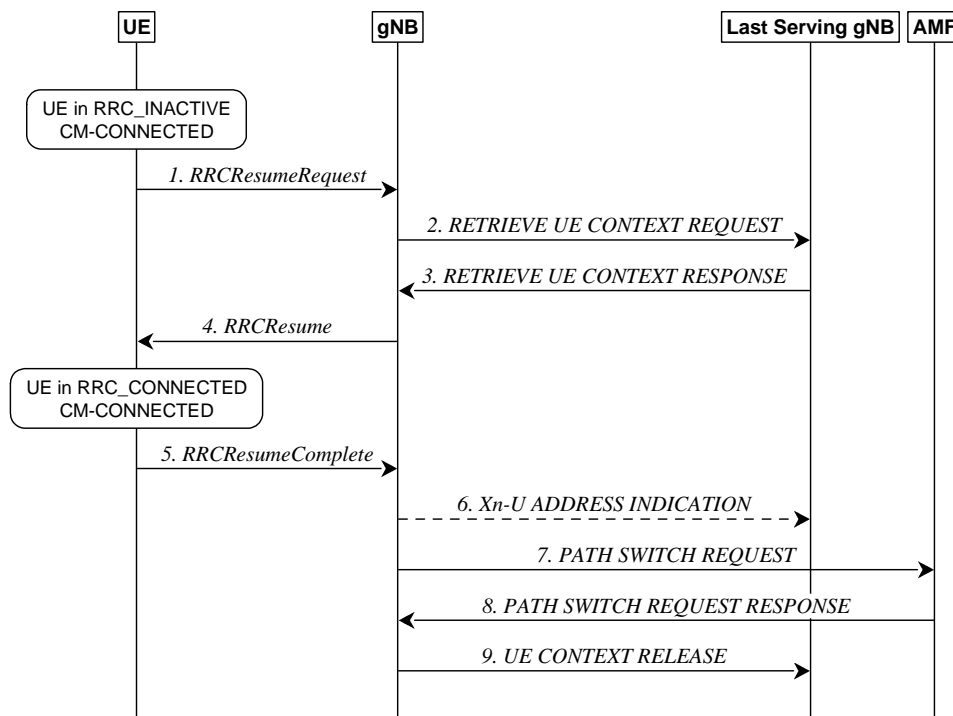 UE
gNB
Last Serving gNB
AMF
UE in RRC_INACTIVE
CM-CONNECTED
1. RRCResumeRequest
2. RETRIEVE UE CONTEXT REQUEST
3. RETRIEVE UE CONTEXT RESPONSE
4. RRCResume
UE in RRC_CONNECTED
CM-CONNECTED
5. RRCResumeComplete
6. Xn-U ADDRESS INDICATION
7. PATH SWITCH REQUEST
8. PATH SWITCH REQUEST RESPONSE
9. UE CONTEXT RELEASE